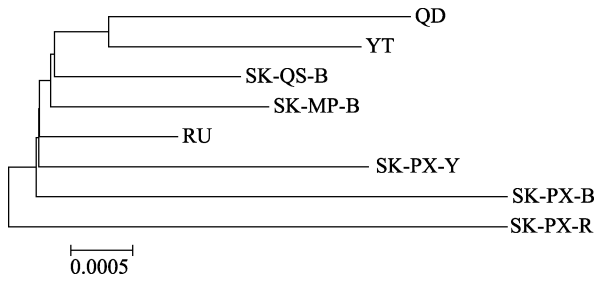 QD
YT
SK-QS-B
SK-MP-B
RU
SK-PX-Y
SK-PX-B
SK-PX-R
0.0005